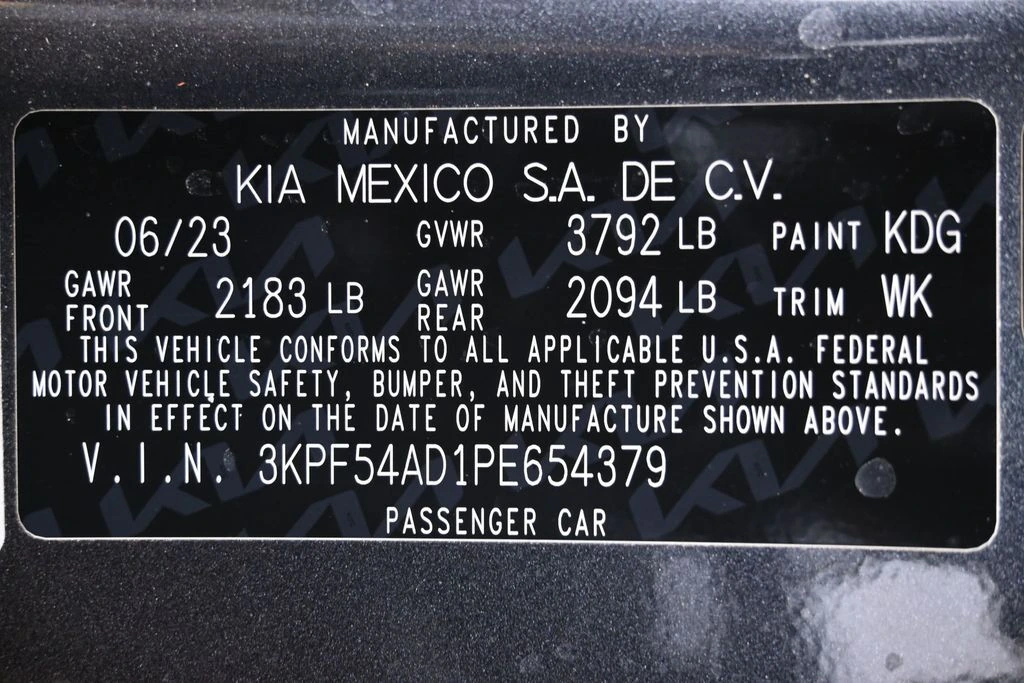 MANUFACTURED BY
KIA MEXICO S.A. DE C.V.
06/23 GVWR 3792 LB PAINT KDG
GAWR FRONT 2183 LB GAWR REAR 2094 LB TRIM WK
THIS VEHICLE CONFORMS TO ALL APPLICABLE U.S.A. FEDERAL
MOTOR VEHICLE SAFETY, BUMPER, AND THEFT PREVENTION STANDARDS
IN EFFECT ON THE DATE OF MANUFACTURE SHOWN ABOVE.
V.I.N. 3KPF54AD1PE654379
PASSENGER CAR